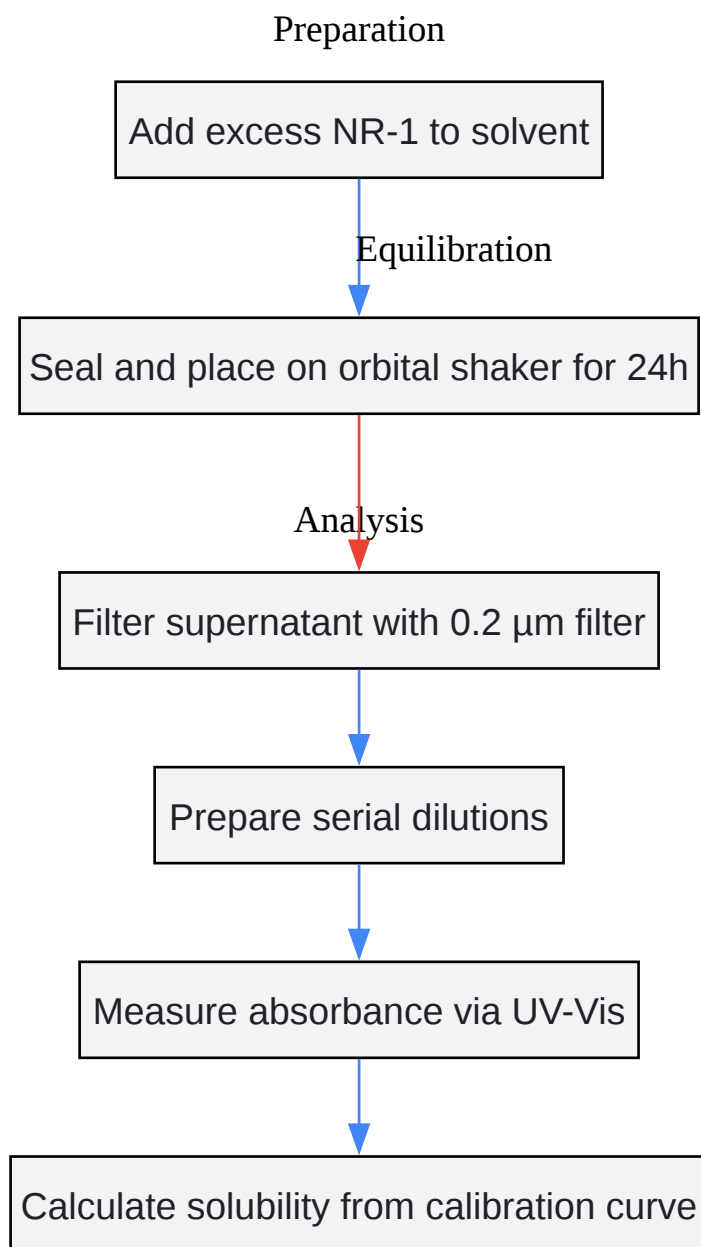 Preparation
Add excess NR-1 to solvent
Equilibration
Seal and place on orbital shaker for 24h
Analysis
Filter supernatant with 0.2 µm filter
Prepare serial dilutions
Measure absorbance via UV-Vis
Calculate solubility from calibration curve